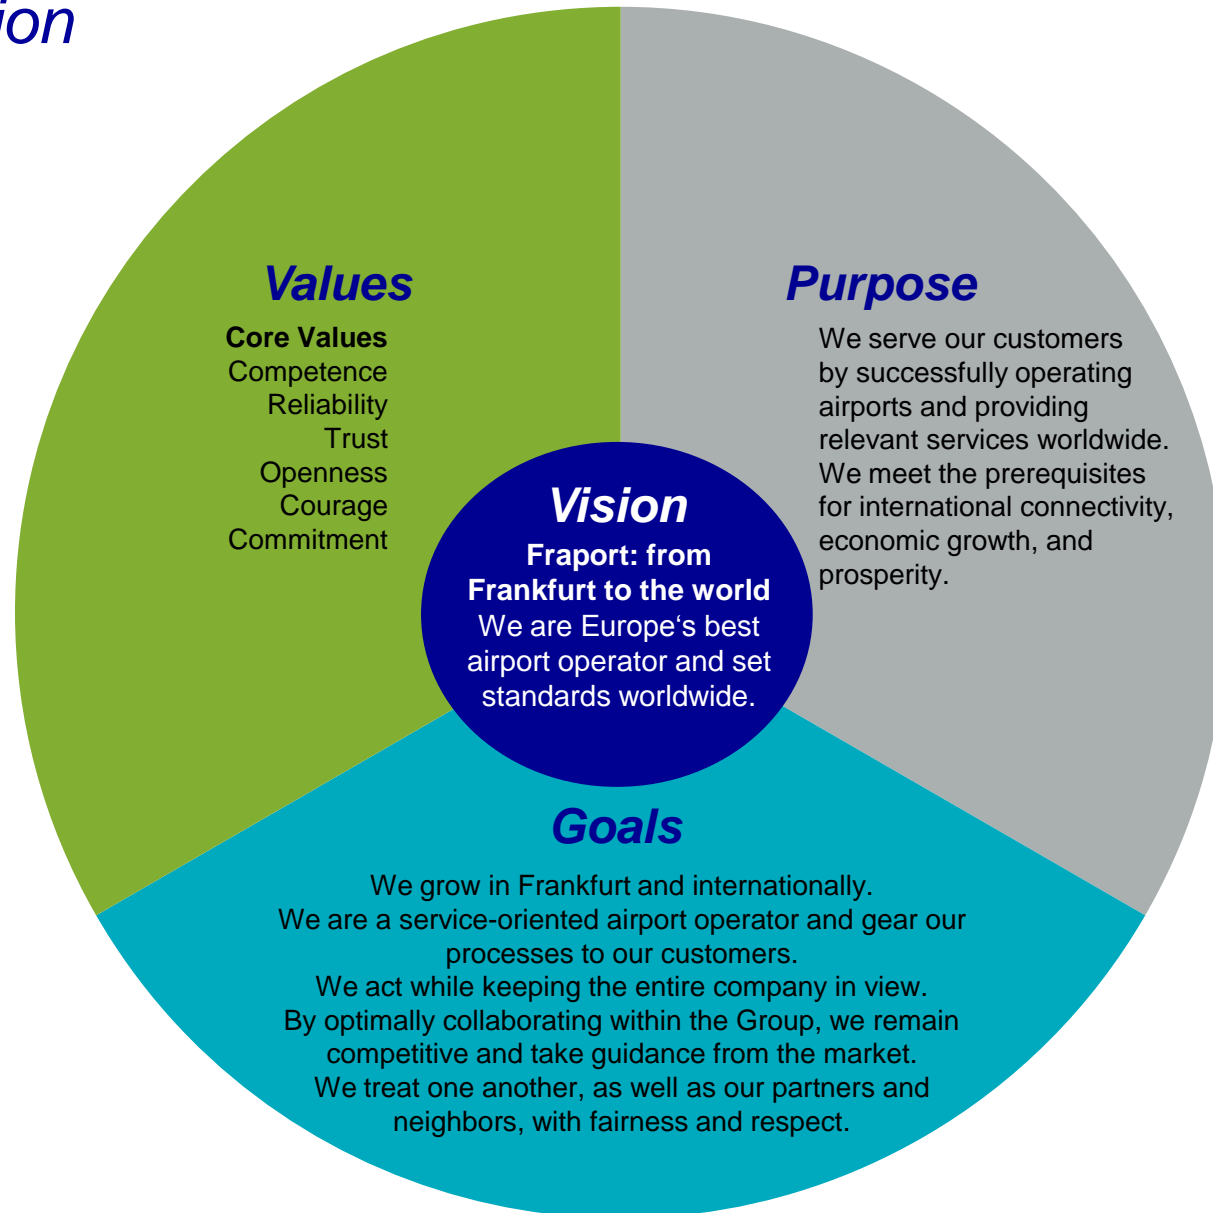 ion
Values
Core Values
Competence
Reliability
Trust
Openness
Courage
Commitment
Purpose
We serve our customers
by successfully operating
airports and providing
relevant services worldwide.
We meet the prerequisites
for international connectivity,
economic growth, and
prosperity.
Vision
Fraport: from
Frankfurt to the world
We are Europe‘s best
airport operator and set
standards worldwide.
Goals
We grow in Frankfurt and internationally.
We are a service-oriented airport operator and gear our
processes to our customers.
We act while keeping the entire company in view.
By optimally collaborating within the Group, we remain
competitive and take guidance from the market.
We treat one another, as well as our partners and
neighbors, with fairness and respect.